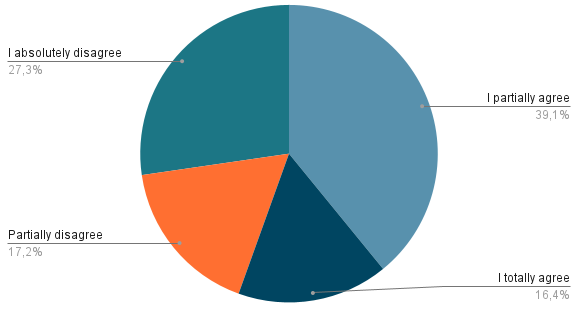 I absolutely disagree
27,3%
I partially agree
39,1%
Partially disagree
17,2%
I totally agree
16,4%